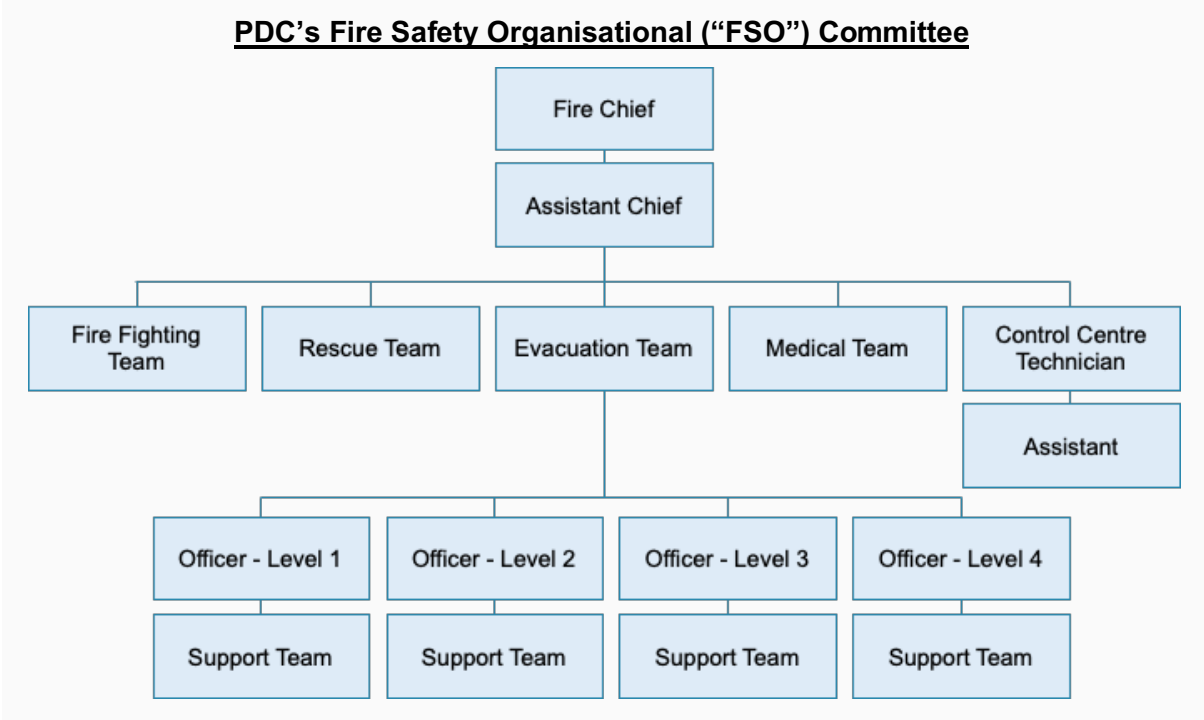 PDC’s Fire Safety Organisational (“FSO”) Committee
Fire Chief
Assistant Chief
Fire Fighting
Team
Rescue Team
Evacuation Team
Medical Team
Control Centre
Technician
Assistant
Officer - Level 1
Officer - Level 2
Officer - Level 3
Officer - Level 4
Support Team
Support Team
Support Team
Support Team